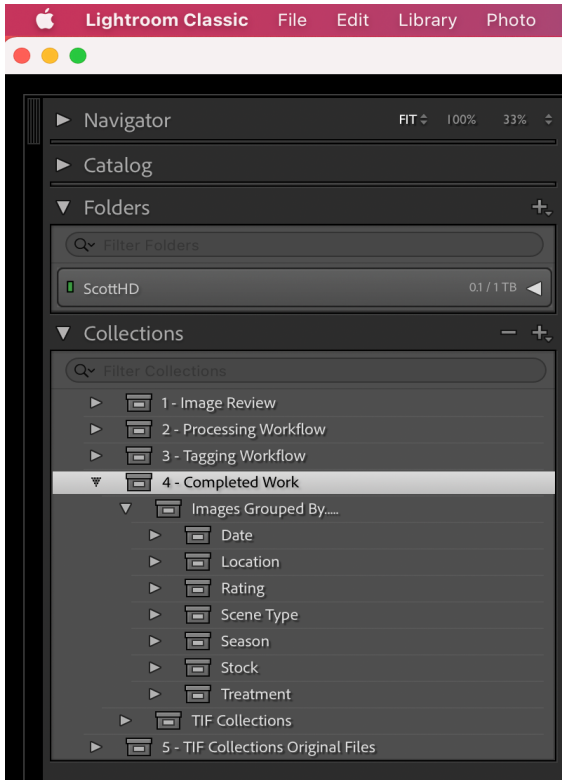 Lightroom Classic File Edit Library Photo
Navigator FIT 100% 33%
Catalog
Folders
Filter Folders
ScottHD 0.1 / 1 TB
Collections
Filter Collections
1 - Image Review
2 - Processing Workflow
3 - Tagging Workflow
4 - Completed Work
Images Grouped By.....
Date
Location
Rating
Scene Type
Season
Stock
Treatment
TIF Collections
5 - TIF Collections Original Files